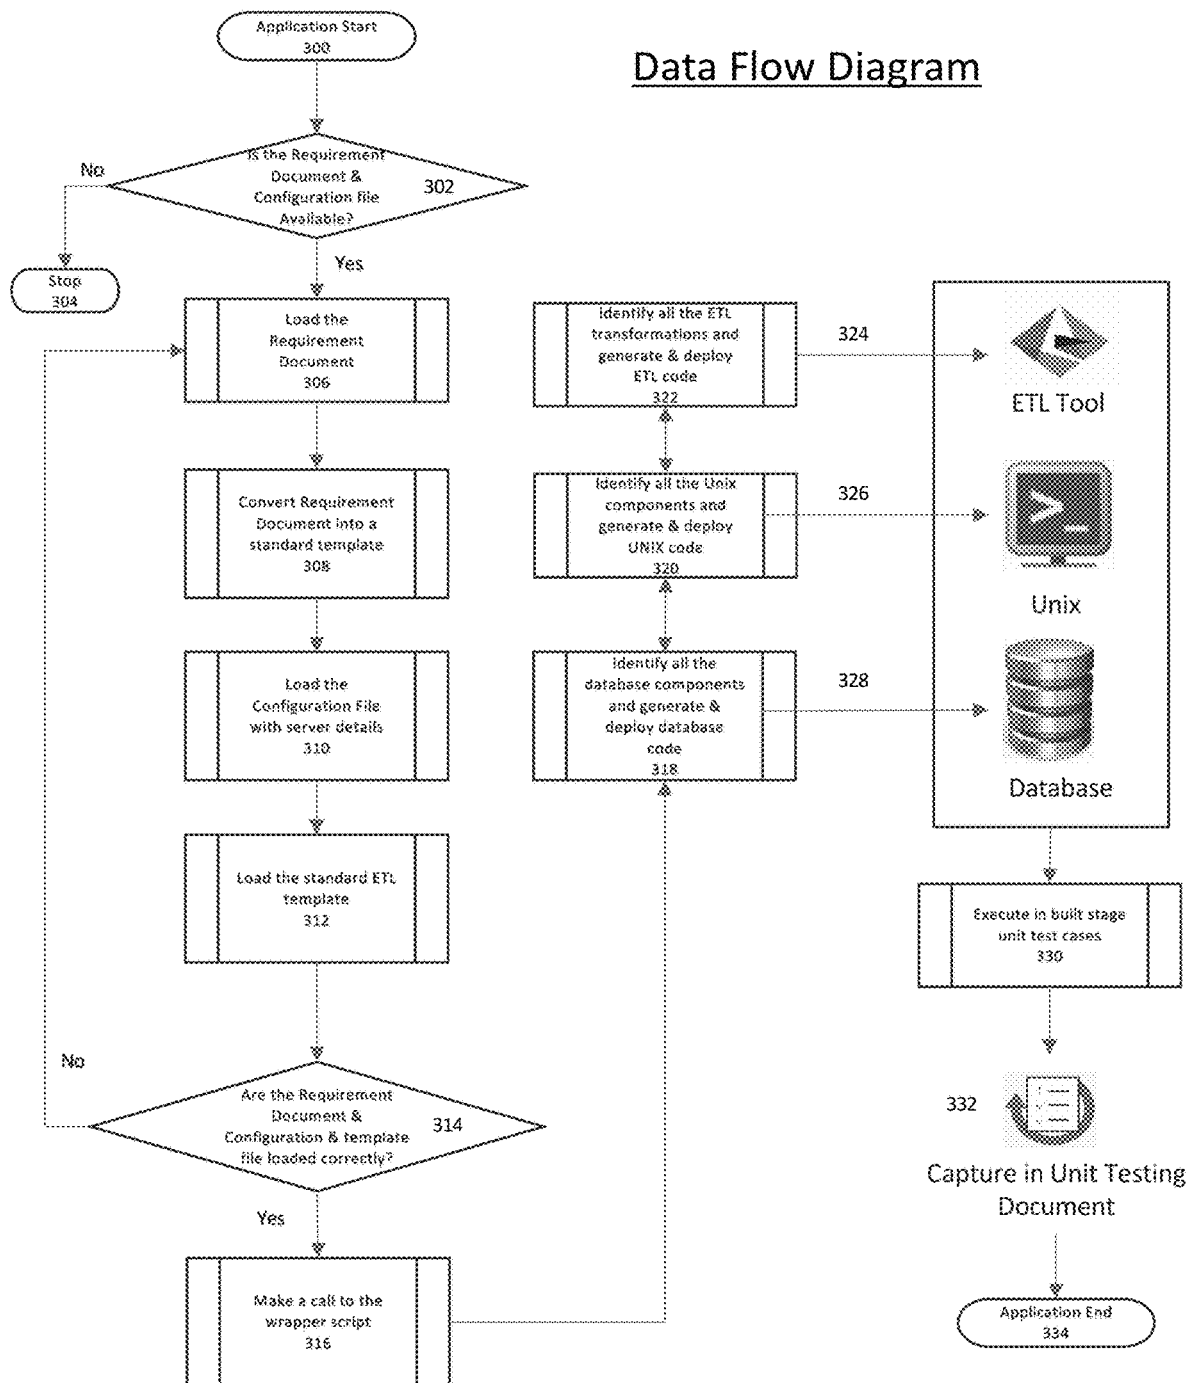 Data Flow Diagram
Application Start
300
Is the Requirement
Document &
Configuration file
Available?
302
No
Yes
Stop
304
Load the
Requirement
Document
306
Convert Requirement
Document into a
standard template
308
Load the
Configuration File
with server details
310
Load the standard ETL
template
312
Are the Requirement
Document &
Configuration & template
file loaded correctly?
314
No
Yes
Make a call to the
wrapper script
316
Identify all the ETL
transformations and
generate & deploy
ETL code
322
Identify all the Unix
components and
generate & deploy
UNIX code
320
Identify all the
database components
and generate &
deploy database
code
318
324
326
328
ETL Tool
>_
Unix
Database
Execute in built stage
unit test cases
330
332
Capture in Unit Testing
Document
Application End
334